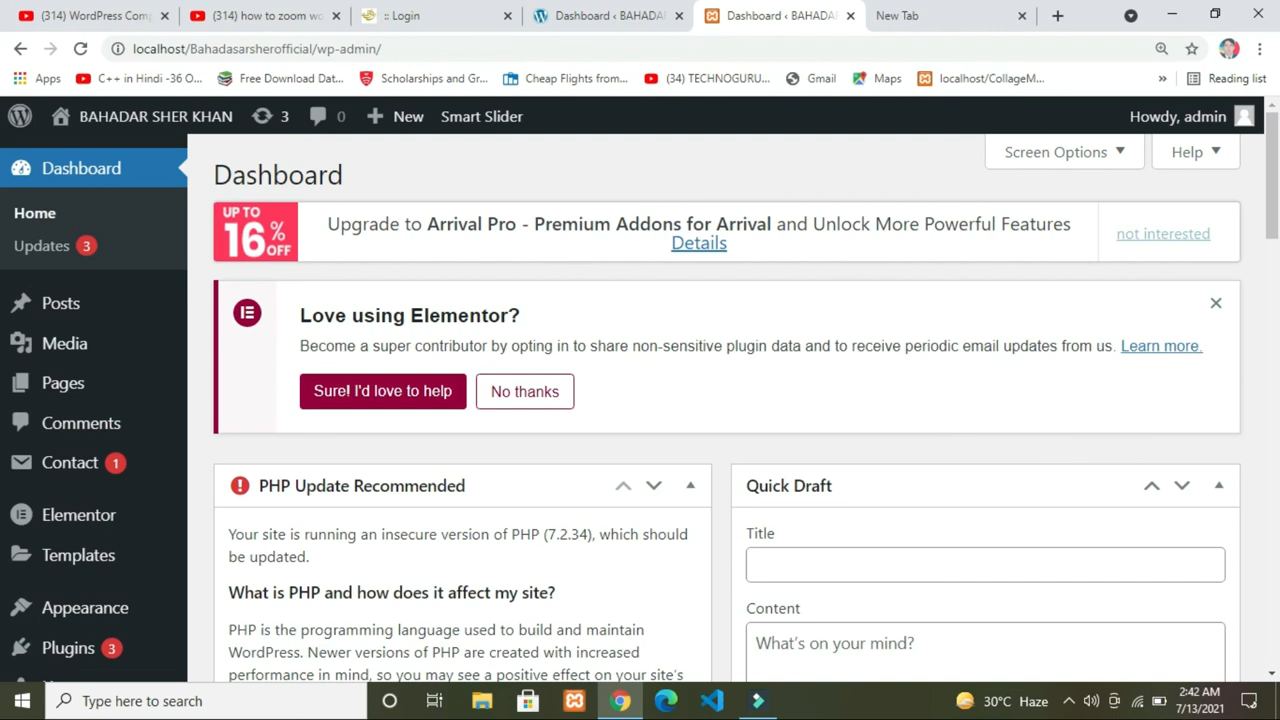 (314) WordPress Comp
(314) how to zoom wo
:: Login
Dashboard ‹ BAHADAR
Dashboard ‹ BAHADA
New Tab
localhost/Bahadasarsherofficial/wp-admin/
Apps
C++ in Hindi -36 O...
Free Download Dat...
Scholarships and Gr...
Cheap Flights from...
(34) TECHNOGURU...
Gmail
Maps
localhost/CollageM...
»
Reading list
BAHADAR SHER KHAN
3
0
New
Smart Slider
Howdy, admin
Screen Options
Help
Dashboard
Home
Updates 3
Posts
Media
Pages
Comments
Contact 1
Elementor
Templates
Appearance
Plugins 3
Dashboard
UP TO
16% OFF
Upgrade to Arrival Pro - Premium Addons for Arrival and Unlock More Powerful Features
Details
not interested
Love using Elementor?
Become a super contributor by opting in to share non-sensitive plugin data and to receive periodic email updates from us. Learn more.
Sure! I'd love to help
No thanks
PHP Update Recommended
Your site is running an insecure version of PHP (7.2.34), which should
be updated.
What is PHP and how does it affect my site?
PHP is the programming language used to build and maintain
WordPress. Newer versions of PHP are created with increased
performance in mind, so you may see a positive effect on your site's
Quick Draft
Title
Content
What's on your mind?
Type here to search
30°C Haze
2:42 AM
7/13/2021